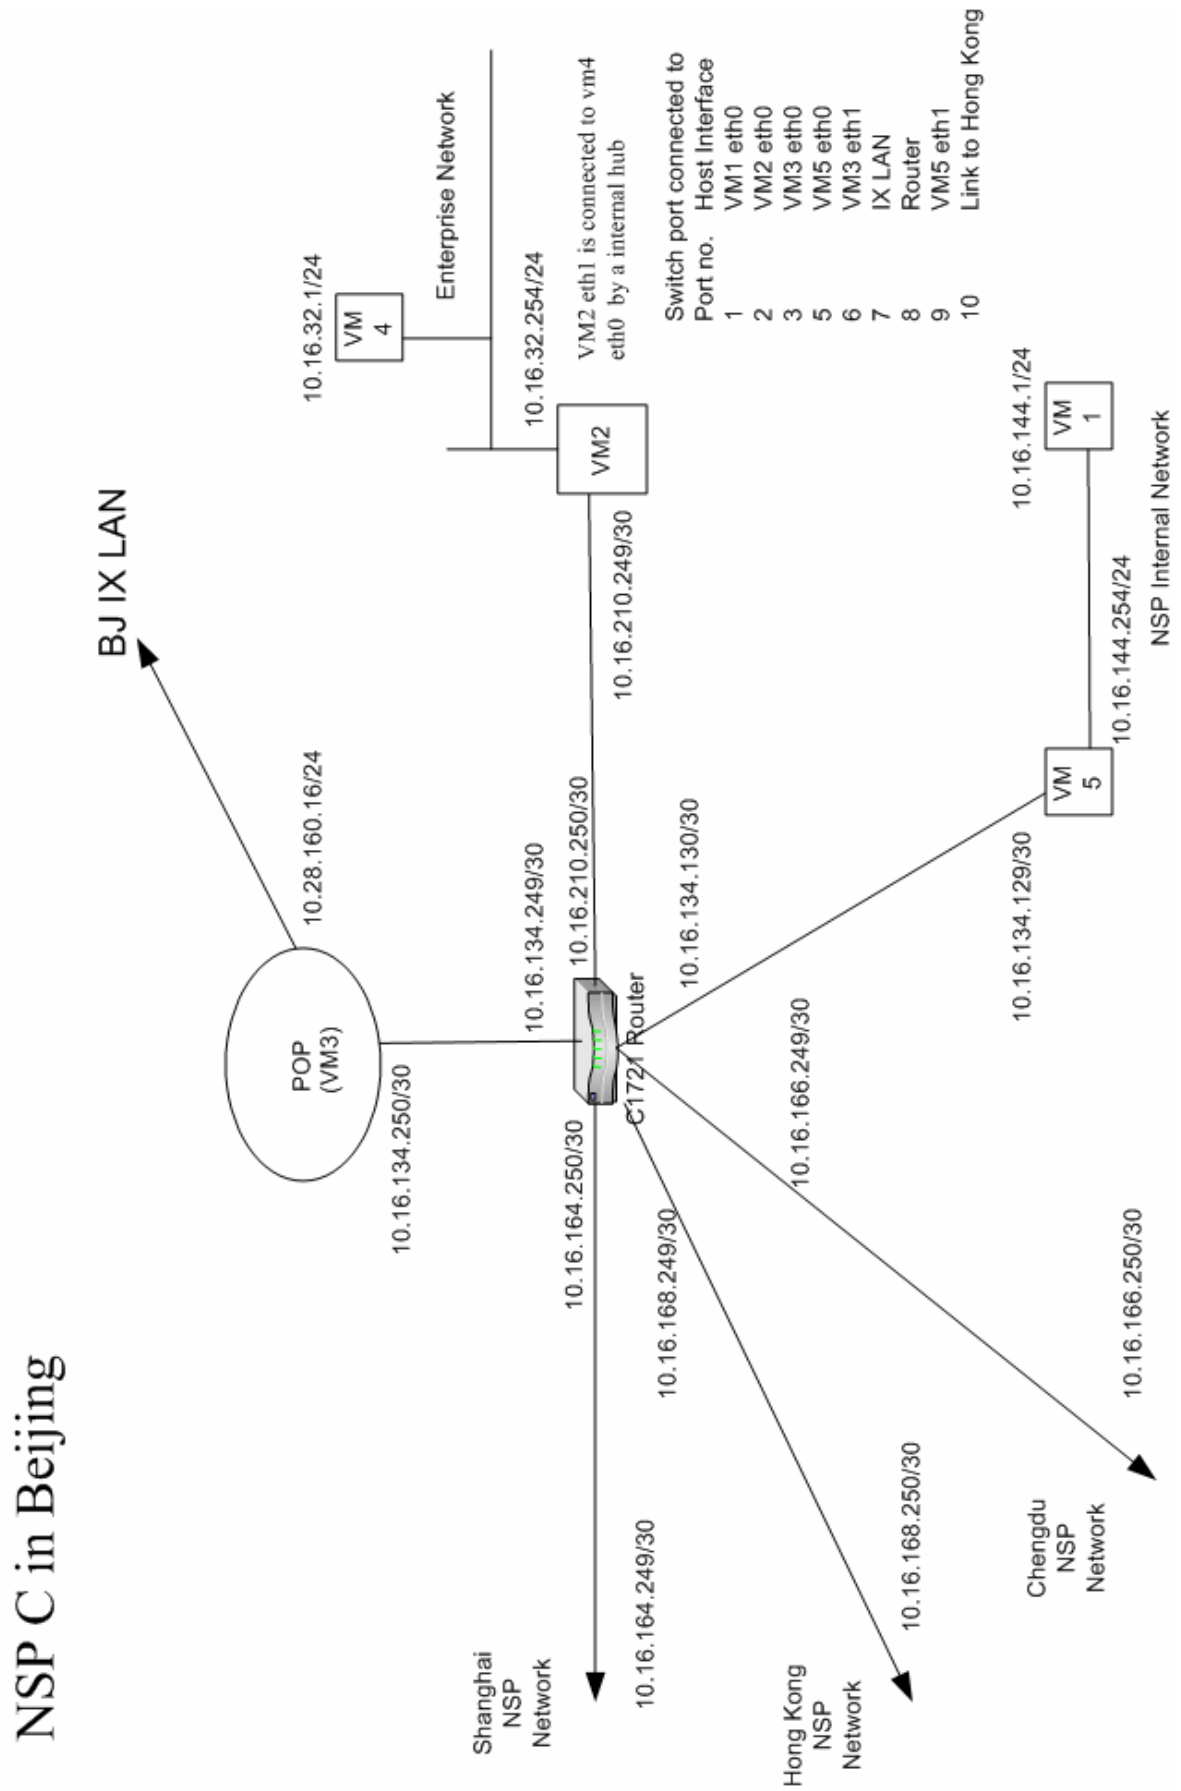 NSP C in Beijing
BJ IX LAN
10.28.160.16/24
POP
(VM3)
10.16.134.250/30
10.16.134.249/30
10.16.32.1/24
VM
4
Enterprise Network
10.16.32.254/24
VM2
10.16.210.249/30
10.16.210.250/30
VM2 eth1 is connected to vm4
eth0 by a internal hub
Shanghai
NSP
Network
10.16.164.249/30
10.16.164.250/30
C1721 Router
10.16.134.130/30
10.16.134.129/30
VM
5
10.16.144.254/24
10.16.144.1/24
VM
1
NSP Internal Network
10.16.168.249/30
10.16.168.250/30
Hong Kong
NSP
Network
10.16.166.249/30
10.16.166.250/30
Chengdu
NSP
Network
Switch port connected to
Port no. Host Interface
1 VM1 eth0
2 VM2 eth0
3 VM3 eth0
5 VM5 eth0
6 VM3 eth1
7 IX LAN
8 Router
9 VM5 eth1
10 Link to Hong Kong